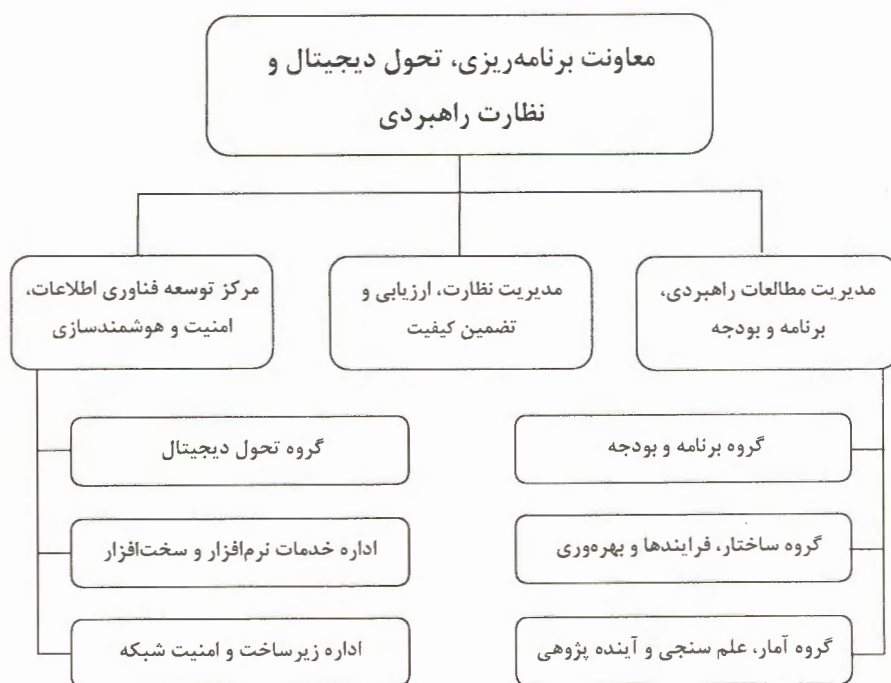 معاونت برنامه‌ریزی، تحول دیجیتال و
نظارت راهبردی
مدیریت مطالعات راهبردی،
برنامه و بودجه
مدیریت نظارت، ارزیابی و
تضمین کیفیت
مرکز توسعه فناوری اطلاعات،
امنیت و هوشمندسازی
گروه برنامه و بودجه
گروه تحول دیجیتال
گروه ساختار، فرایندها و بهره‌وری
اداره خدمات نرم‌افزار و سخت‌افزار
گروه آمار، علم سنجی و آینده پژوهی
اداره زیرساخت و امنیت شبکه